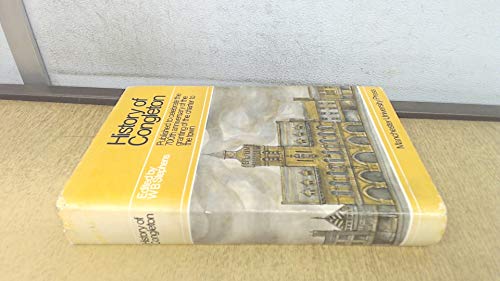 History of
Congleton
Published to celebrate the
700th anniversary of the
granting of the charter to
the town
Edited by
W B Stephens
Manchester University Press
History of
Congleton